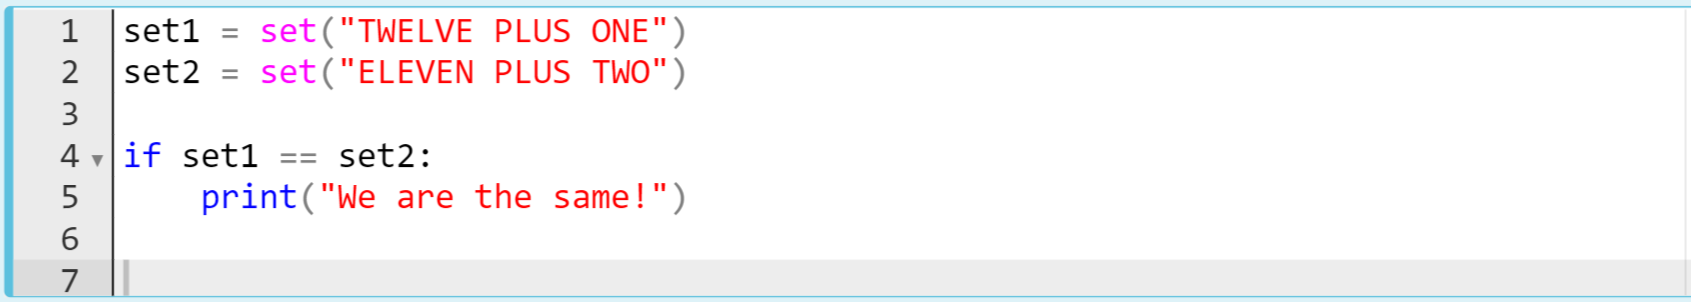 1 set1 = set("TWELVE PLUS ONE")
2 set2 = set("ELEVEN PLUS TWO")
3
4 ▾ if set1 == set2:
5     print("We are the same!")
6
7